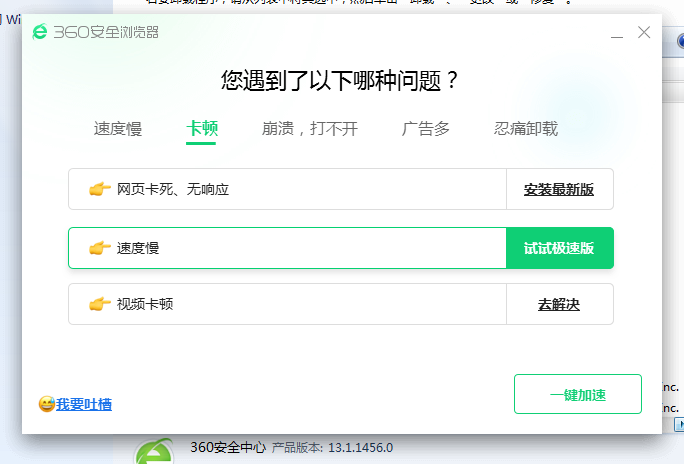 若要卸载程序，请从列表中将其选中，然后单击“卸载”、“更改”或“修复”。
Wi
360安全浏览器
您遇到了以下哪种问题？
速度慢 卡顿 崩溃，打不开 广告多 忍痛卸载
网页卡死、无响应 安装最新版
速度慢 试试极速版
视频卡顿 去解决
一键加速
我要吐槽
Inc.
Inc.
360安全中心 产品版本: 13.1.1456.0